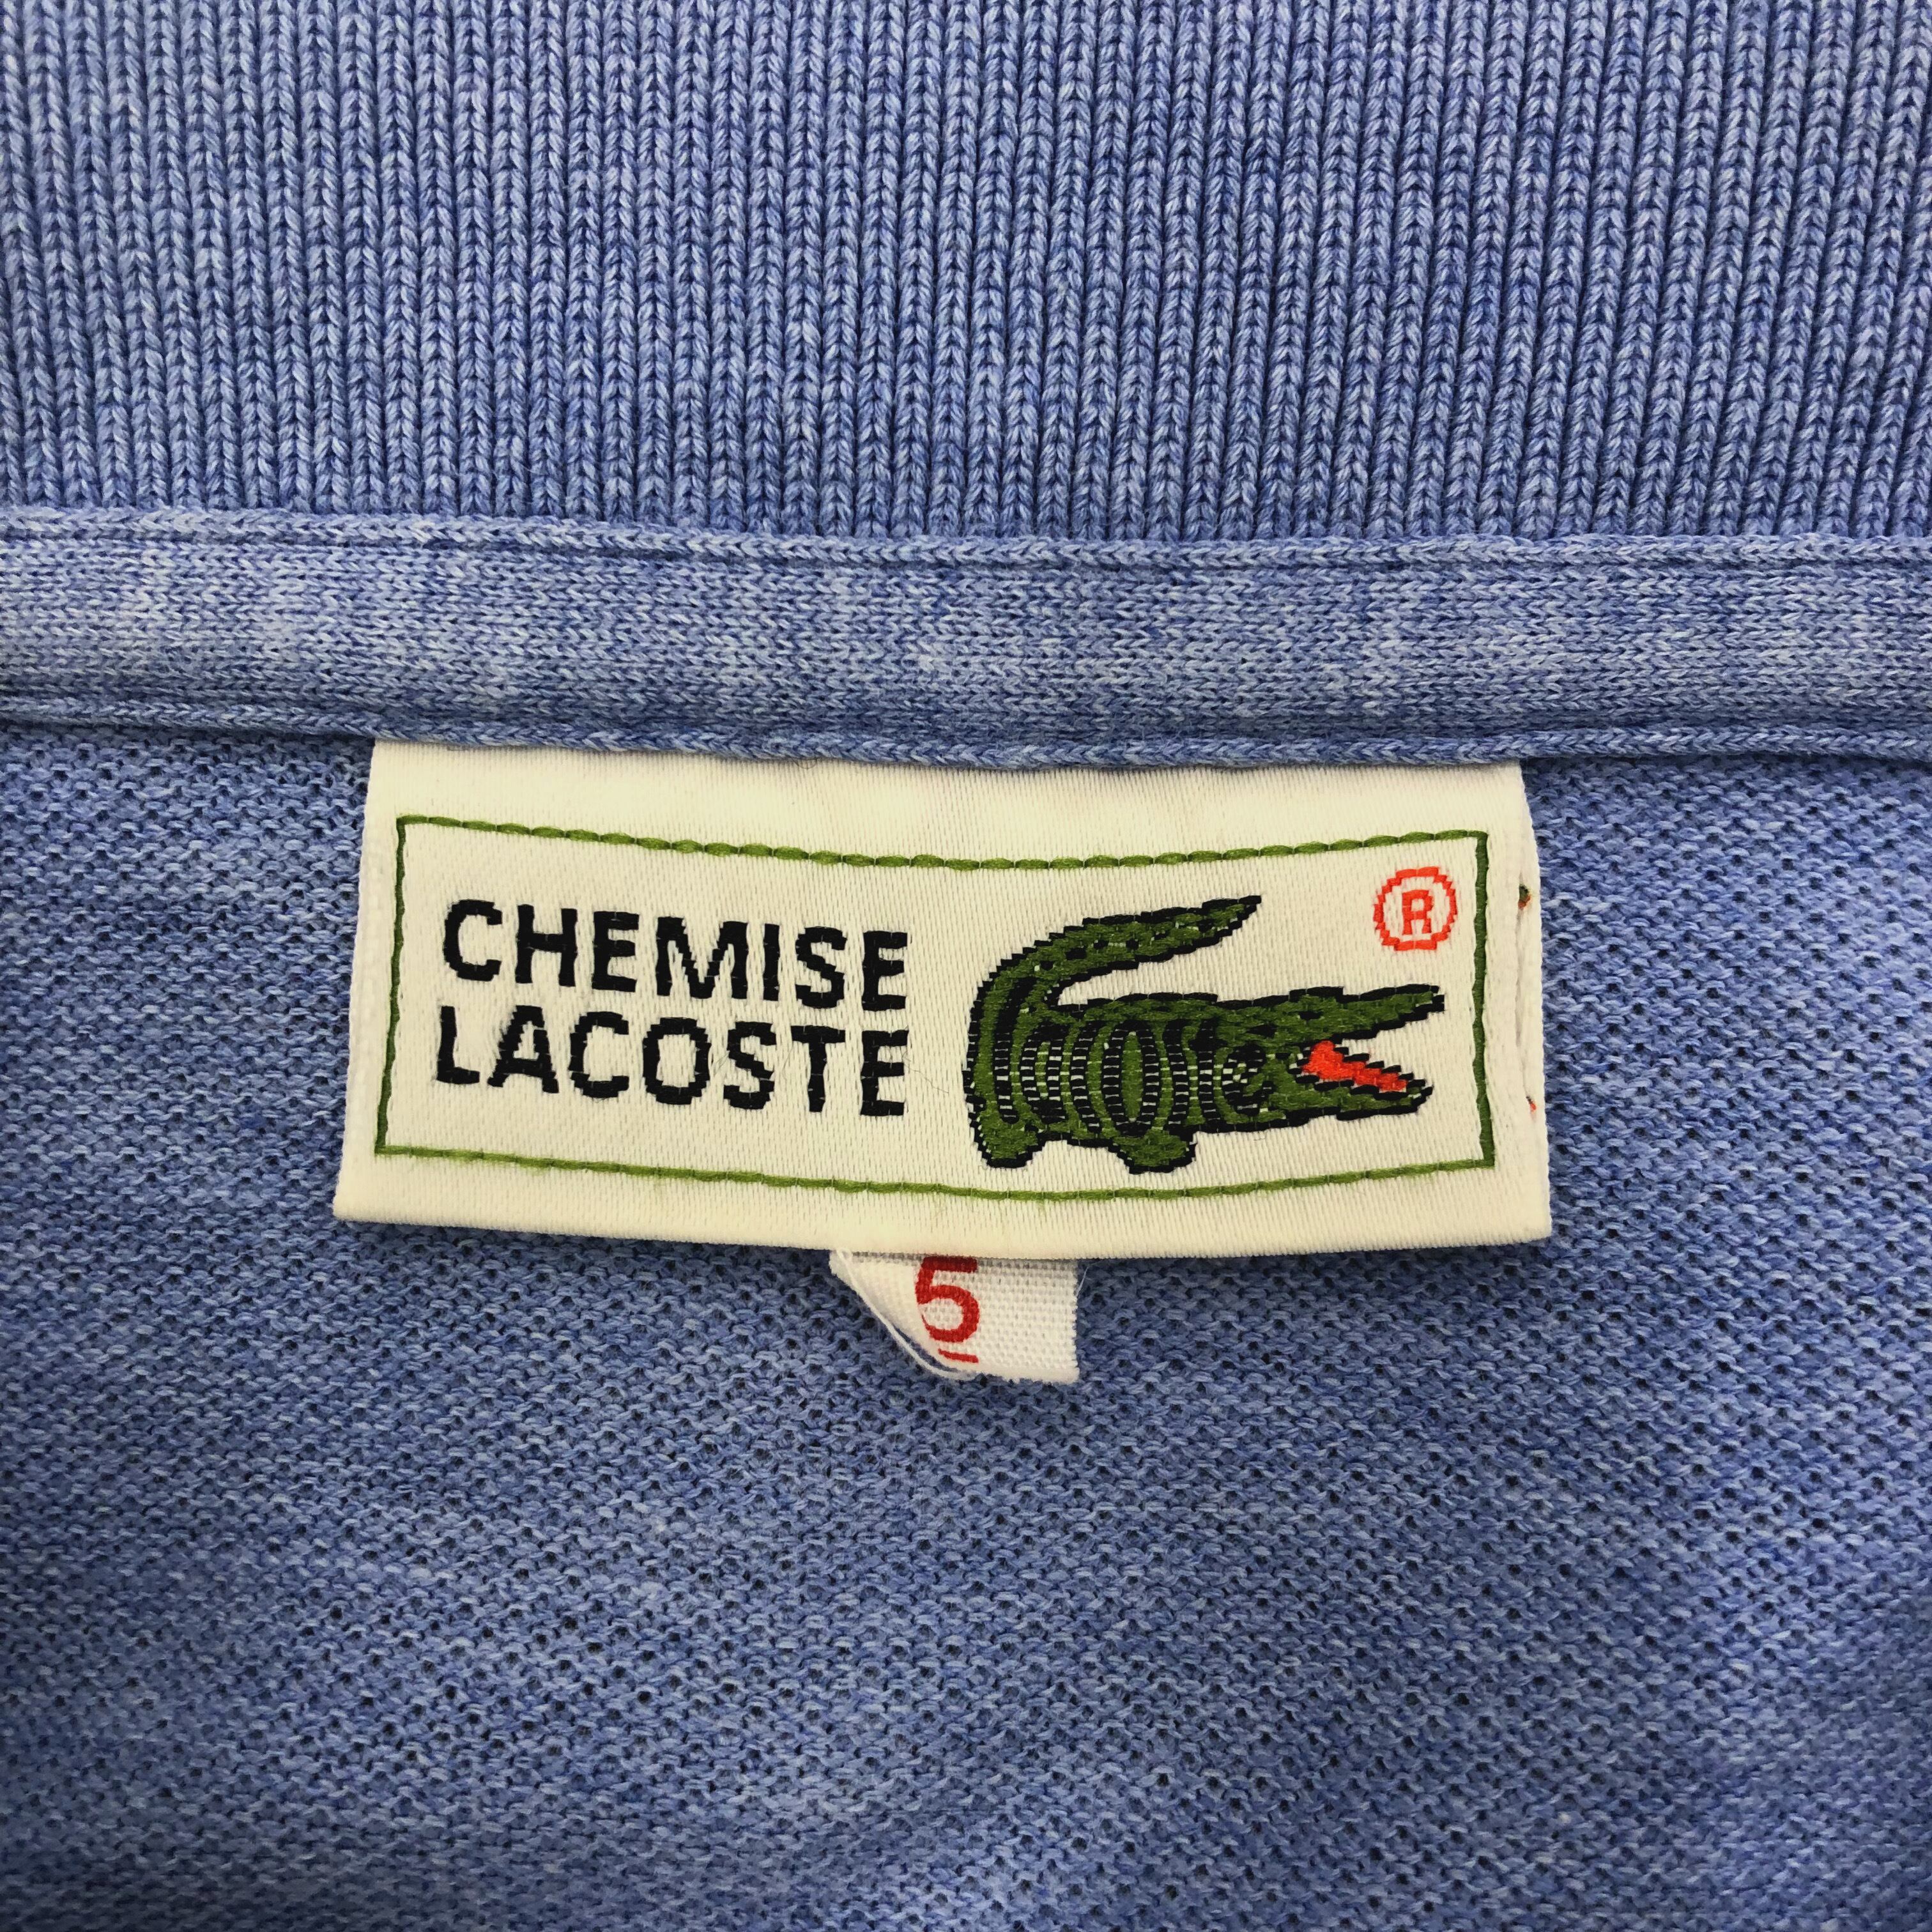 CHEMISE
LACOSTE
®
5